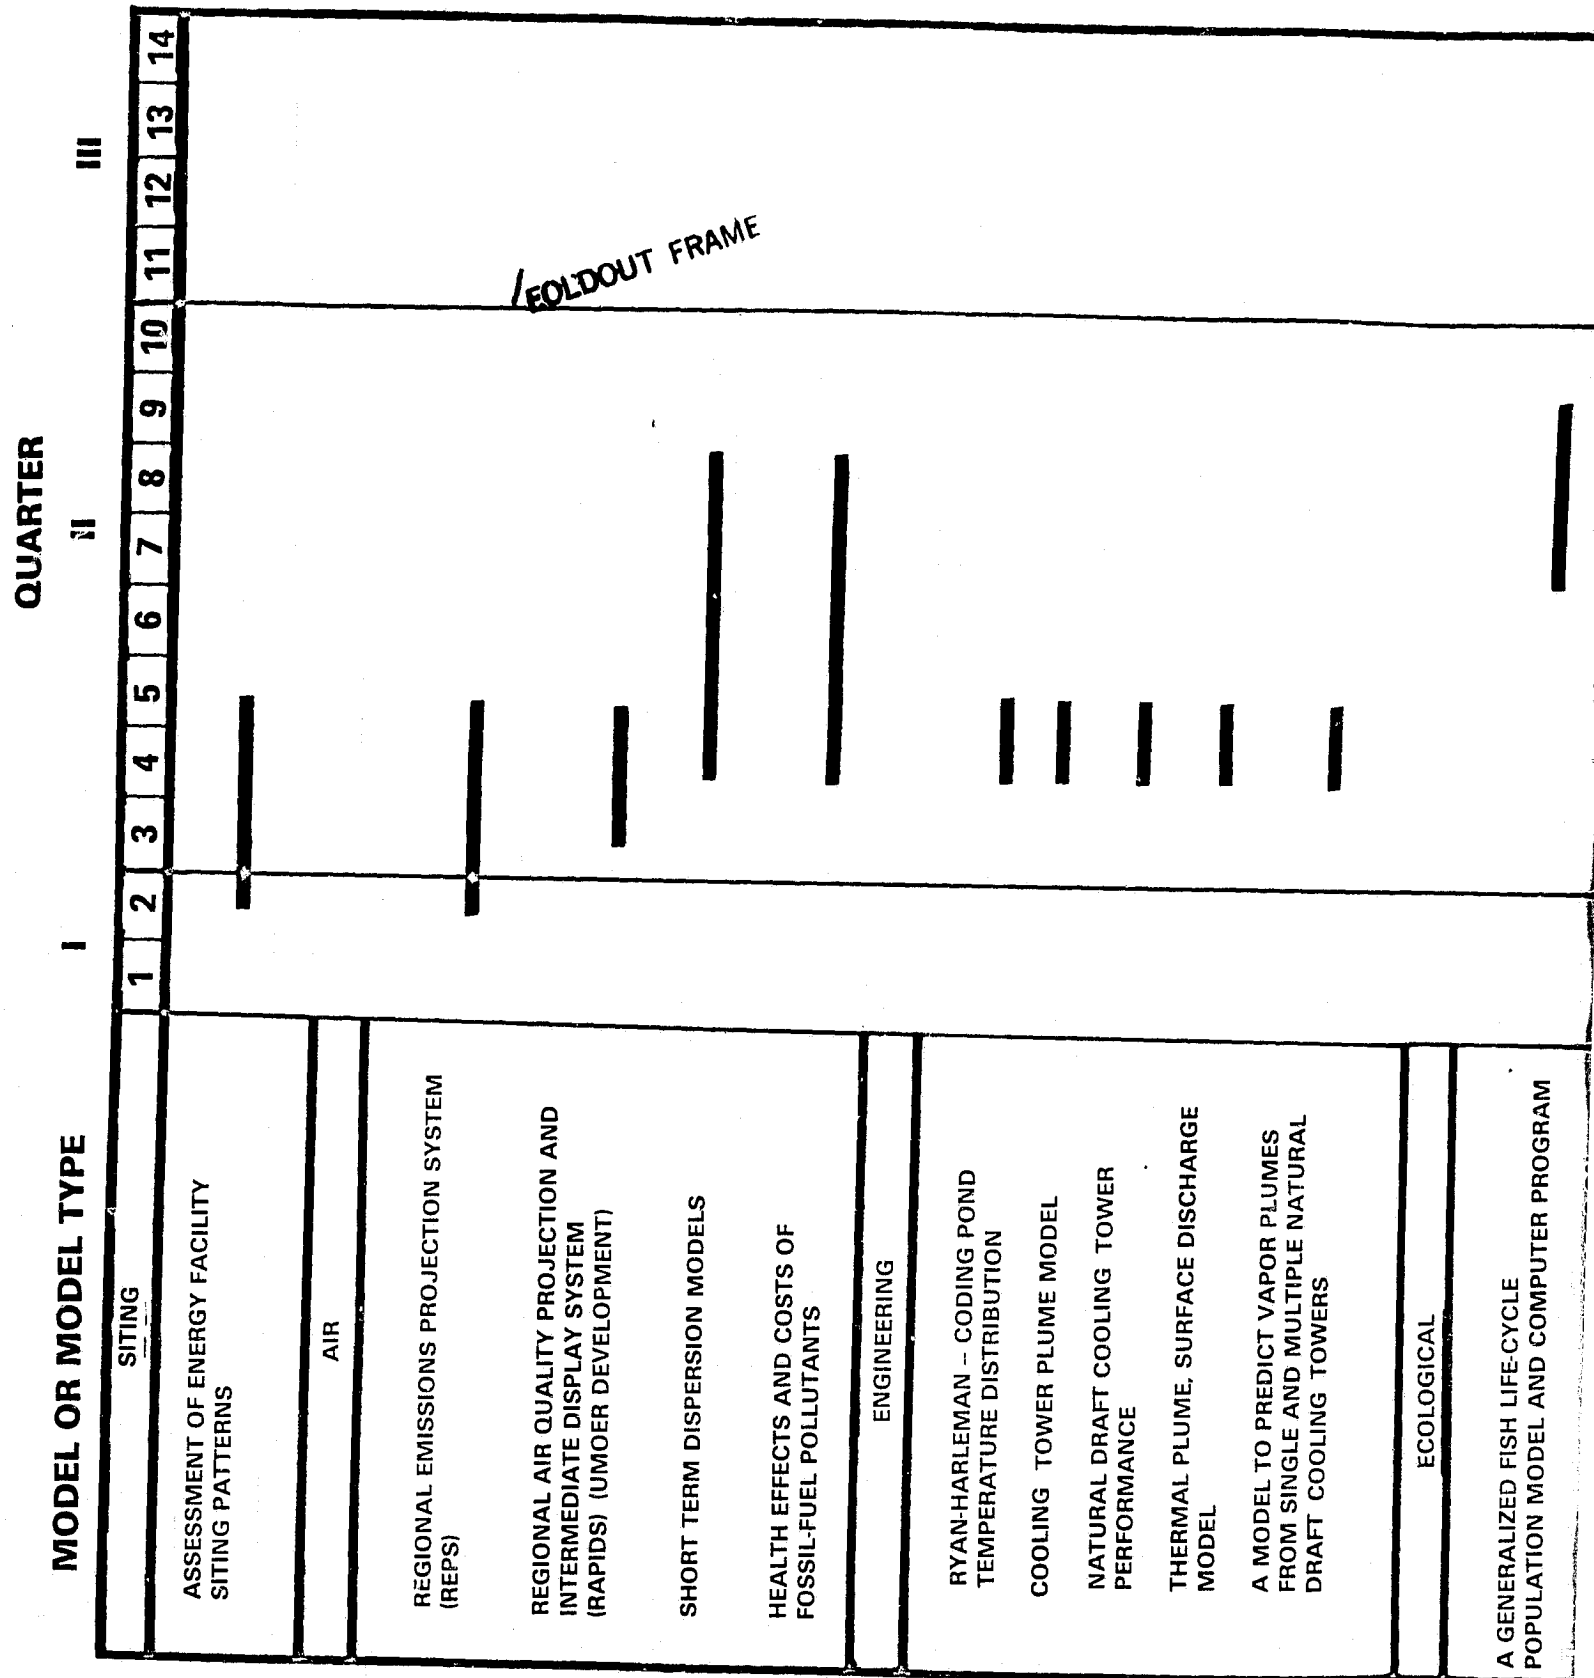 QUARTER
MODEL OR MODEL TYPE
I
II
III
SITING
1 2 3 4 5 6 7 8 9 10 11 12 13 14
ASSESSMENT OF ENERGY FACILITY
SITING PATTERNS
AIR
REGIONAL EMISSIONS PROJECTION SYSTEM
(REPS)
REGIONAL AIR QUALITY PROJECTION AND
INTERMEDIATE DISPLAY SYSTEM
(RAPIDS) (UMOER DEVELOPMENT)
SHORT TERM DISPERSION MODELS
HEALTH EFFECTS AND COSTS OF
FOSSIL-FUEL POLLUTANTS
FOLDOUT FRAME
ENGINEERING
RYAN-HARLEMAN – CODING POND
TEMPERATURE DISTRIBUTION
COOLING TOWER PLUME MODEL
NATURAL DRAFT COOLING TOWER
PERFORMANCE
THERMAL PLUME, SURFACE DISCHARGE
MODEL
A MODEL TO PREDICT VAPOR PLUMES
FROM SINGLE AND MULTIPLE NATURAL
DRAFT COOLING TOWERS
ECOLOGICAL
A GENERALIZED FISH LIFE-CYCLE
POPULATION MODEL AND COMPUTER PROGRAM